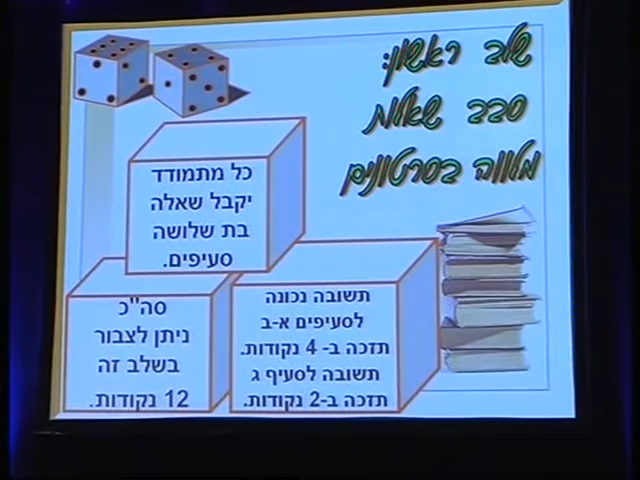 שלב ראשון:
סבב שאלות
מלווה בסרטונים
כל מתמודד
יקבל שאלה
בת שלושה
סעיפים.
תשובה נכונה
לסעיפים א-ב
תזכה ב- 4 נקודות.
תשובה לסעיף ג
תזכה ב-2 נקודות.
סה"כ
ניתן לצבור
בשלב זה
12 נקודות.